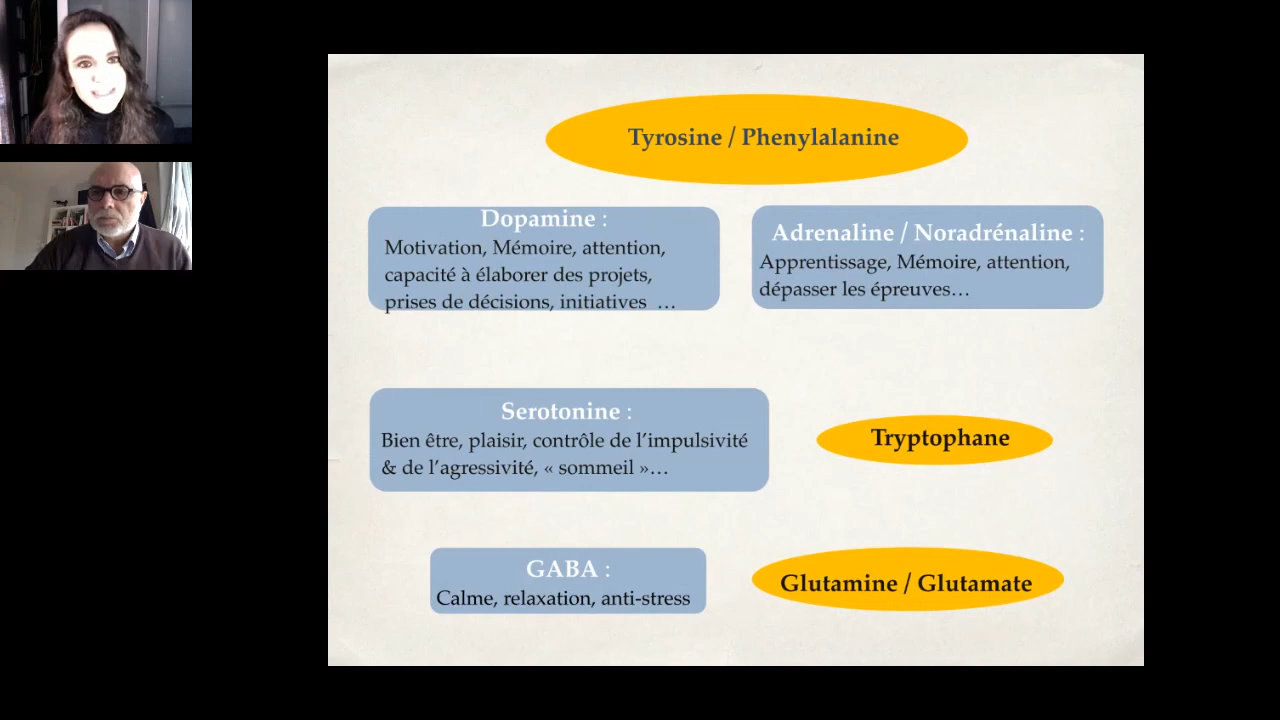 Tyrosine / Phenylalanine
Dopamine :
Motivation, Mémoire, attention,
capacité à élaborer des projets,
prises de décisions, initiatives …
Adrenaline / Noradrénaline :
Apprentissage, Mémoire, attention,
dépasser les épreuves…
Serotonine :
Bien être, plaisir, contrôle de l’impulsivité
& de l’agressivité, « sommeil »…
Tryptophane
GABA :
Calme, relaxation, anti-stress
Glutamine / Glutamate